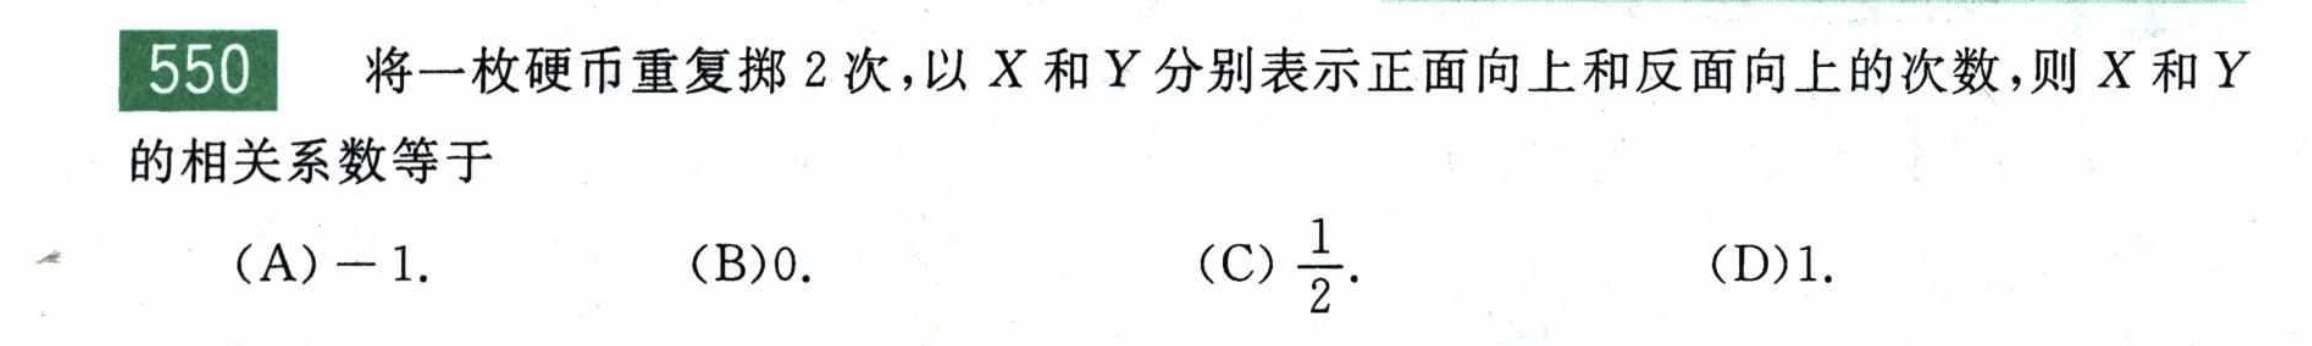 550 将一枚硬币重复掷 2 次,以 X 和 Y 分别表示正面向上和反面向上的次数,则 X 和 Y
的相关系数等于
(A) − 1. (B)0. (C) 1/2. (D)1.